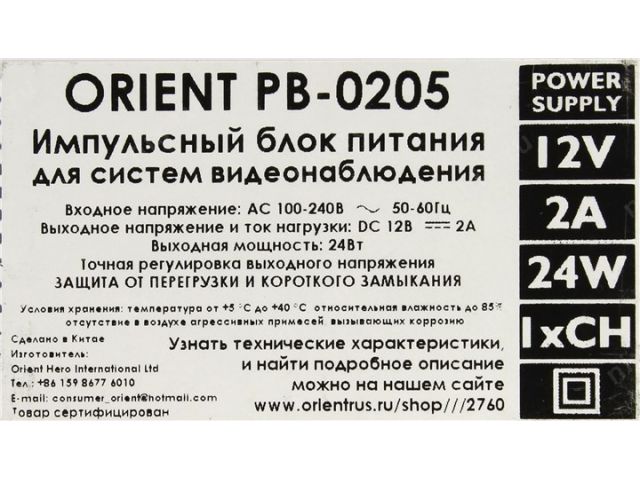 ORIENT PB-0205
Импульсный блок питания
для систем видеонаблюдения
Входное напряжение: AC 100-240В ~ 50-60Гц
Выходное напряжение и ток нагрузки: DC 12В ⎓ 2А
Выходная мощность: 24Вт
Точная регулировка выходного напряжения
ЗАЩИТА ОТ ПЕРЕГРУЗКИ И КОРОТКОГО ЗАМЫКАНИЯ
Условия хранения: температура от +5 °C до +40 °C относительная влажность до 85%
отсутствие в воздухе агрессивных примесей вызывающих коррозию
Сделано в Китае
Изготовитель:
Orient Hero International Ltd
Тел.: +86 159 8677 6010
E-mail: consumer_orient@hotmail.com
Товар сертифицирован
Узнать технические характеристики,
и найти подробное описание
можно на нашем сайте
www.orientrus.ru/shop///2760
POWER
SUPPLY
12V
2A
24W
1xCH